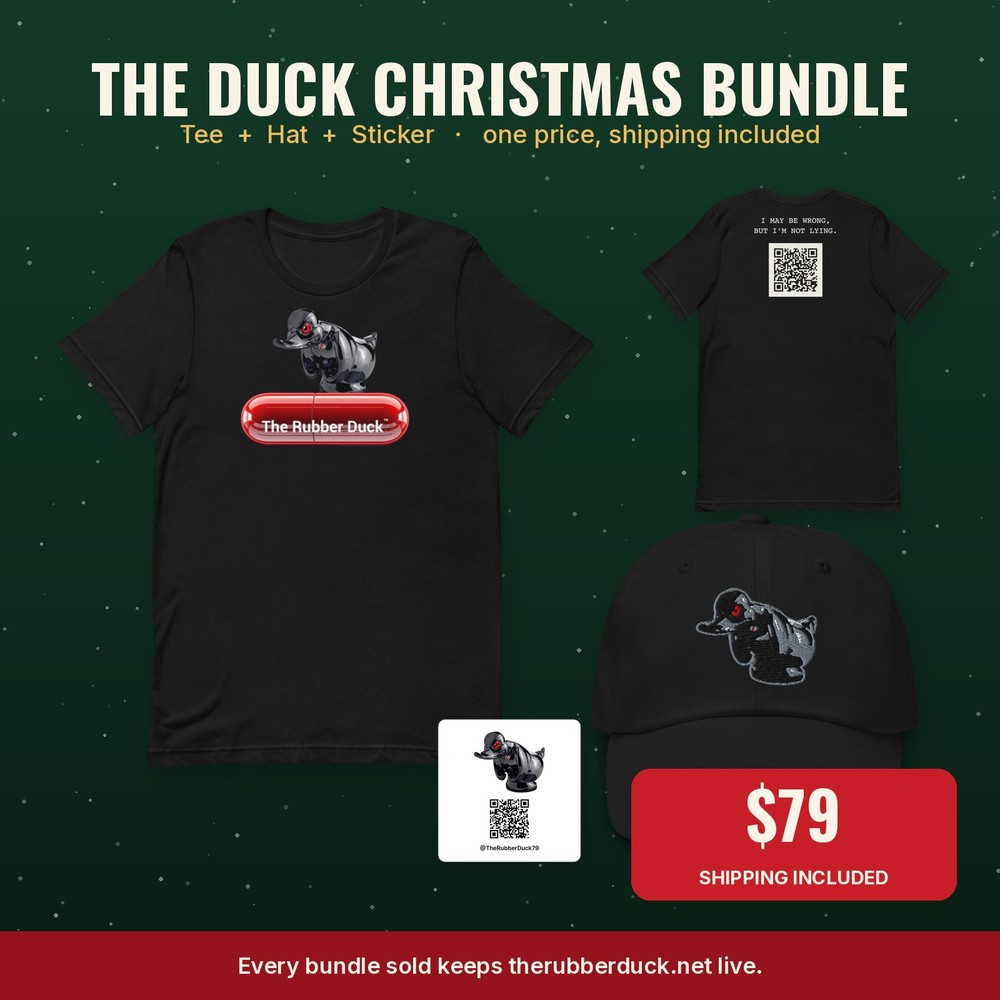 THE DUCK CHRISTMAS BUNDLE
Tee + Hat + Sticker · one price, shipping included
I MAY BE WRONG,
BUT I'M NOT LYING.
The Rubber Duck™
@TheRubberDuck79
$79
SHIPPING INCLUDED
Every bundle sold keeps therubberduck.net live.